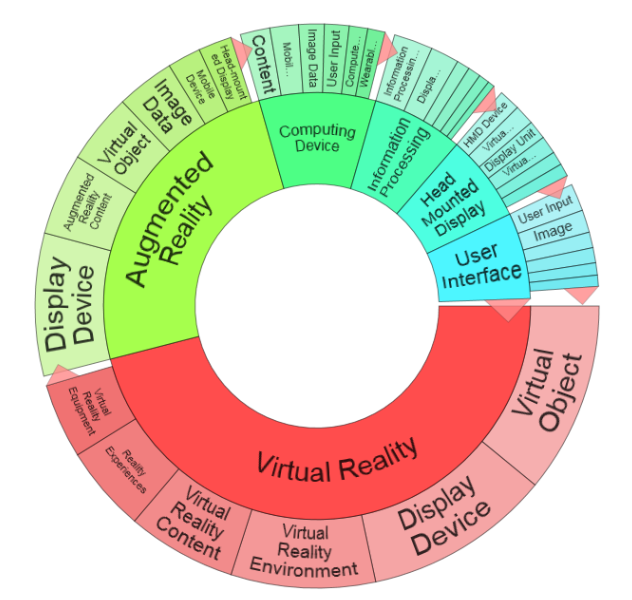 Augmented
Reality
Display
Device
Augmented
Reality
Content
Virtual
Object
Image
Data
Mobile
Device
Head-mount
ed Display
Computing
Device
Content
Mobil...
Image Data
User Input
Compute...
Wearabl...
Information
Processing
Information
Processin...
Displa...
Head
Mounted
Display
HMD Device
Virtua...
Display Unit
Virtua...
User
Interface
User Input
Image
Virtual Reality
Virtual
Object
Display
Device
Virtual
Reality
Environment
Virtual
Reality
Content
Reality
Experiences
Virtual
Reality
Equipment